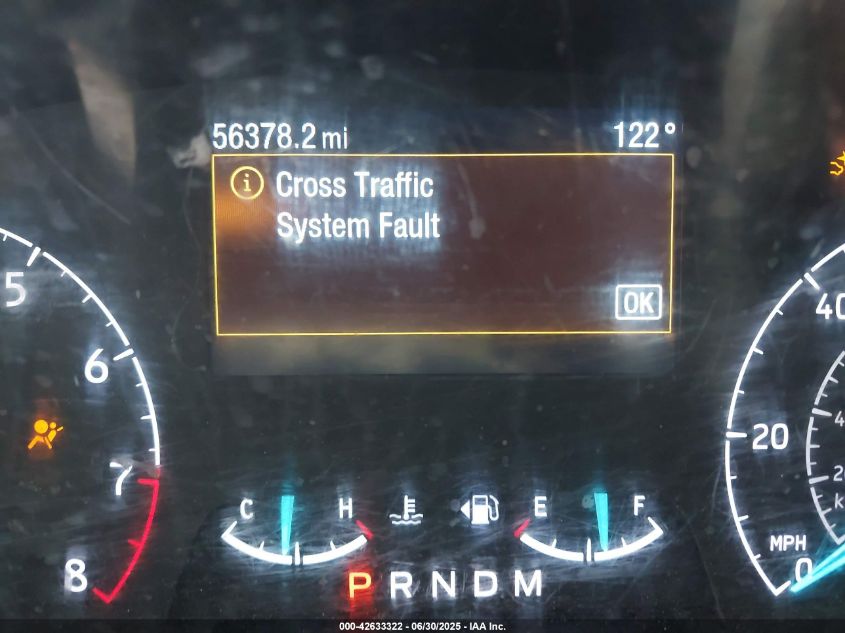 56378.2 mi 122°
i Cross Traffic
System Fault
OK
5
6
7
8
C H
E F
P R N D M
40
20
MPH
0
000-42633322 - 06/30/2025 - IAA Inc.